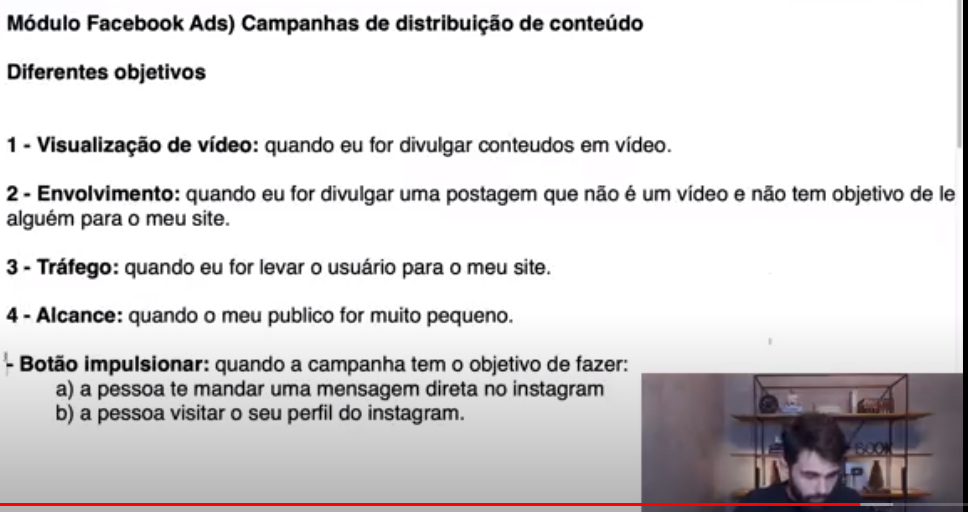 Módulo Facebook Ads) Campanhas de distribuição de conteúdo
Diferentes objetivos
1 - Visualização de vídeo: quando eu for divulgar conteudos em vídeo.
2 - Envolvimento: quando eu for divulgar uma postagem que não é um vídeo e não tem objetivo de le
alguém para o meu site.
3 - Tráfego: quando eu for levar o usuário para o meu site.
4 - Alcance: quando o meu publico for muito pequeno.
- Botão impulsionar: quando a campanha tem o objetivo de fazer:
a) a pessoa te mandar uma mensagem direta no instagram
b) a pessoa visitar o seu perfil do instagram.